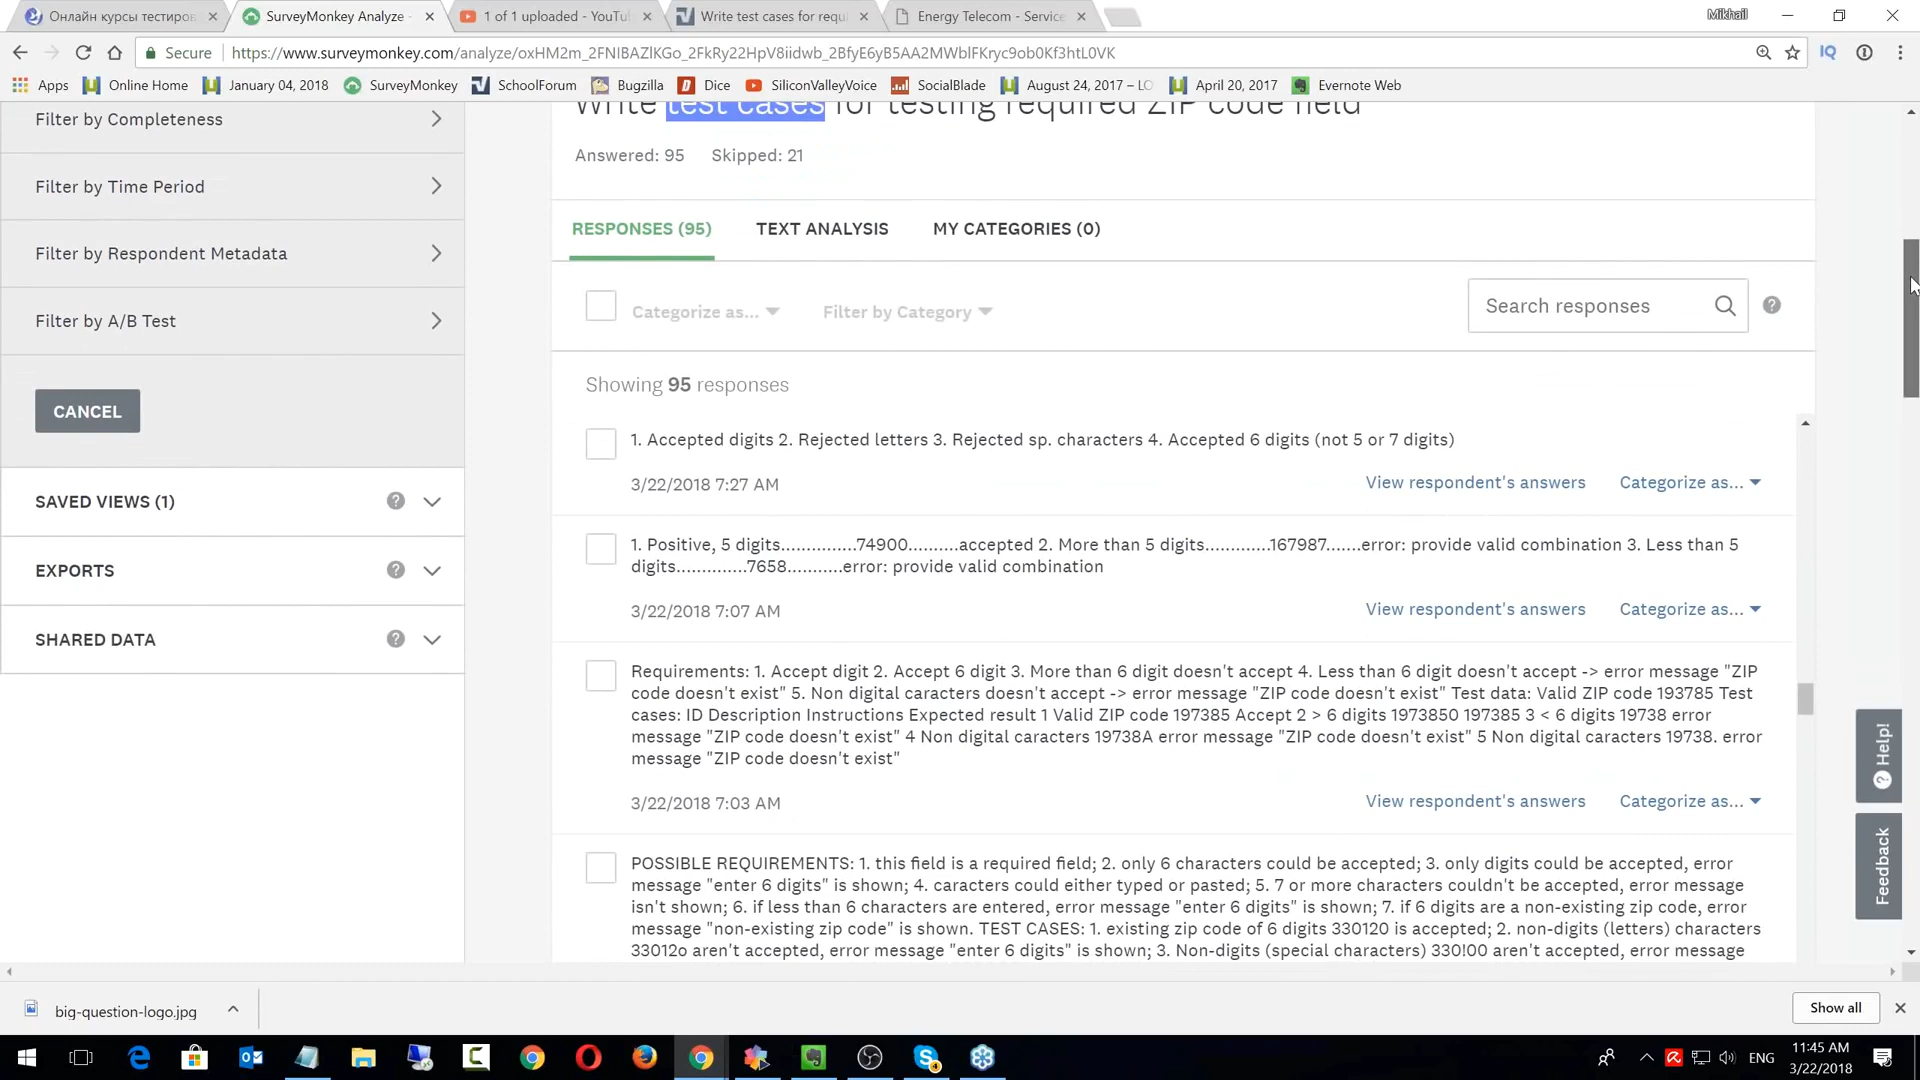 Онлайн курсы тестиров
SurveyMonkey Analyze -
1 of 1 uploaded - YouTu
Write test cases for requ
Energy Telecom - Service
Mikhail
Secure
https://www.surveymonkey.com/analyze/oxHM2m_2FNIBAZlKGo_2FkRy22HpV8iidwb_2BfyE6yB5AA2MWblFKryc9ob0Kf3htL0VK
Apps
Online Home
January 04, 2018
SurveyMonkey
SchoolForum
Bugzilla
Dice
SiliconValleyVoice
SocialBlade
August 24, 2017 – LO
April 20, 2017
Evernote Web
Filter by Completeness
Filter by Time Period
Filter by Respondent Metadata
Filter by A/B Test
CANCEL
SAVED VIEWS (1)
EXPORTS
SHARED DATA
Write test cases for testing required ZIP code field
Answered: 95 Skipped: 21
RESPONSES (95) TEXT ANALYSIS MY CATEGORIES (0)
Categorize as... Filter by Category
Search responses
Showing 95 responses
1. Accepted digits 2. Rejected letters 3. Rejected sp. characters 4. Accepted 6 digits (not 5 or 7 digits)
3/22/2018 7:27 AM
View respondent's answers Categorize as...
1. Positive, 5 digits...............74900..........accepted 2. More than 5 digits.............167987.......error: provide valid combination 3. Less than 5
digits..............7658...........error: provide valid combination
3/22/2018 7:07 AM
View respondent's answers Categorize as...
Requirements: 1. Accept digit 2. Accept 6 digit 3. More than 6 digit doesn't accept 4. Less than 6 digit doesn't accept -> error message "ZIP
code doesn't exist" 5. Non digital caracters doesn't accept -> error message "ZIP code doesn't exist" Test data: Valid ZIP code 193785 Test
cases: ID Description Instructions Expected result 1 Valid ZIP code 197385 Accept 2 > 6 digits 1973850 197385 3 < 6 digits 19738 error
message "ZIP code doesn't exist" 4 Non digital caracters 19738A error message "ZIP code doesn't exist" 5 Non digital caracters 19738. error
message "ZIP code doesn't exist"
3/22/2018 7:03 AM
View respondent's answers Categorize as...
POSSIBLE REQUIREMENTS: 1. this field is a required field; 2. only 6 characters could be accepted; 3. only digits could be accepted, error
message "enter 6 digits" is shown; 4. caracters could either typed or pasted; 5. 7 or more characters couldn't be accepted, error message
isn't shown; 6. if less than 6 characters are entered, error message "enter 6 digits" is shown; 7. if 6 digits are a non-existing zip code, error
message "non-existing zip code" is shown. TEST CASES: 1. existing zip code of 6 digits 330120 is accepted; 2. non-digits (letters) characters
33012o aren't accepted, error message "enter 6 digits" is shown; 3. Non-digits (special characters) 330!00 aren't accepted, error message
Help!
Feedback
big-question-logo.jpg
Show all
ENG
11:45 AM
3/22/2018